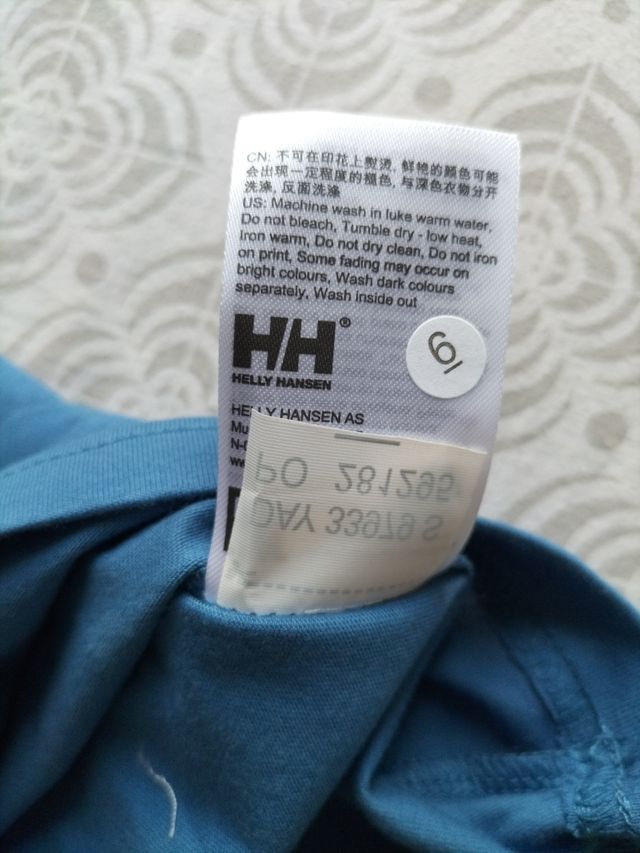 CN: 不可在印花上熨烫, 鲜艳的颜色可能
会出现一定程度的褪色, 与深色衣物分开
洗涤, 反面洗涤
US: Machine wash in luke warm water,
Do not bleach, Tumble dry - low heat,
Iron warm, Do not dry clean, Do not iron
on print, Some fading may occur on
bright colours, Wash dark colours
separately, Wash inside out
HH®
HELLY HANSEN
HELLY HANSEN AS
PO 281295
DAY 33979 S